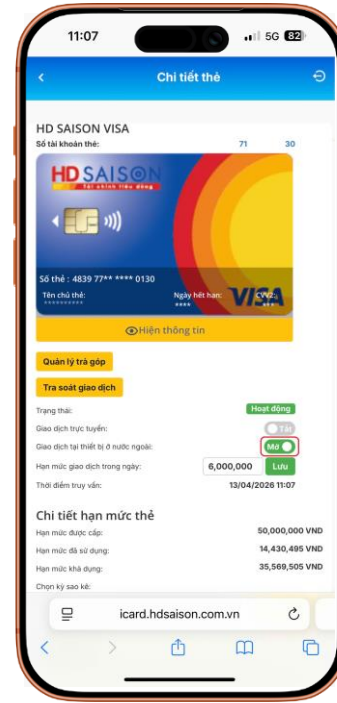 11:07
5G 82
Chi tiết thẻ
HD SAISON VISA
Số tài khoản thẻ: 71 30
HD SAISON
Tài chính tiêu dùng
Số thẻ : 4839 77** **** 0130
Tên chủ thẻ: Ngày hết hạn: CVV2:
********** **** ***
VISA
Hiện thông tin
Quản lý trả góp
Tra soát giao dịch
Trạng thái: Hoạt động
Giao dịch trực tuyến: Tắt
Giao dịch tại thiết bị ở nước ngoài: Mở
Hạn mức giao dịch trong ngày: 6,000,000 Lưu
Thời điểm truy vấn: 13/04/2026 11:07
Chi tiết hạn mức thẻ
Hạn mức được cấp: 50,000,000 VND
Hạn mức đã sử dụng: 14,430,495 VND
Hạn mức khả dụng: 35,569,505 VND
Chọn kỳ sao kê:
icard.hdsaison.com.vn